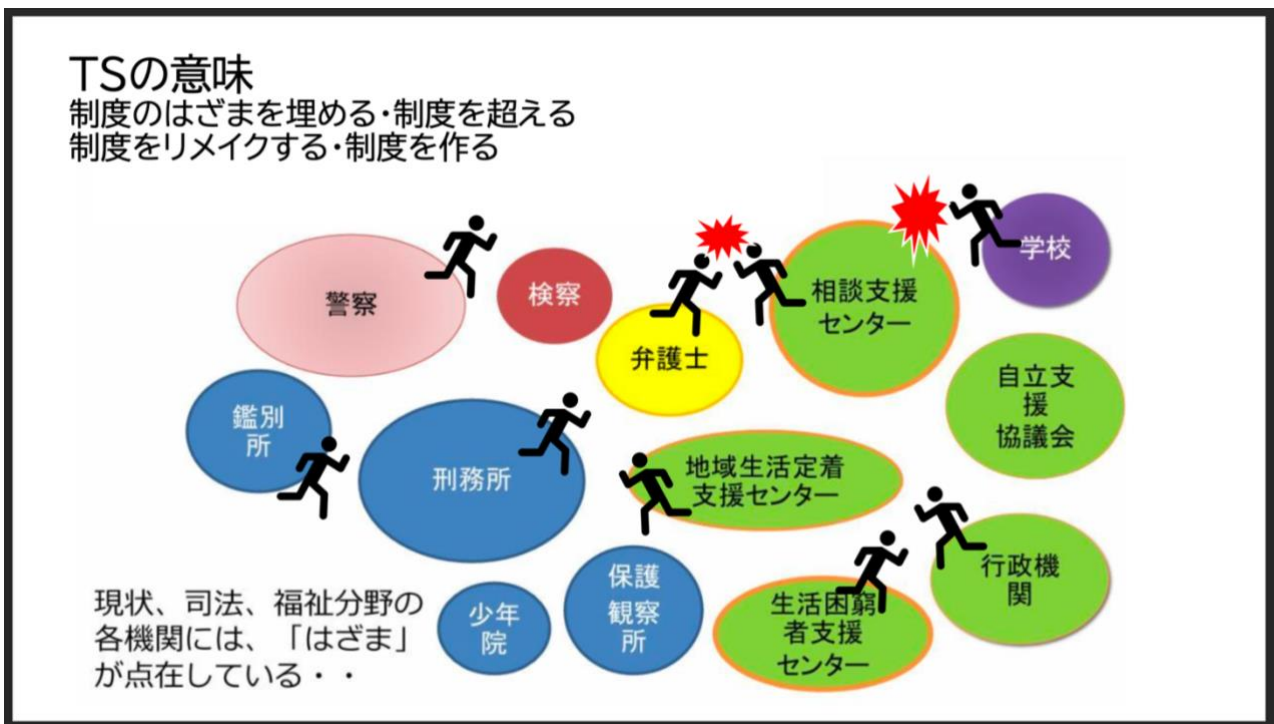 TSの意味
制度のはざまを埋める・制度を超える
制度をリメイクする・制度を作る
警察
検察
弁護士
相談支援
センター
学校
鑑別
所
刑務所
地域生活定着
支援センター
自立支
援
協議会
少年
院
保護
観察
所
生活困窮
者支援
センター
行政機
関
現状、司法、福祉分野の
各機関には、「はざま」
が点在している・・